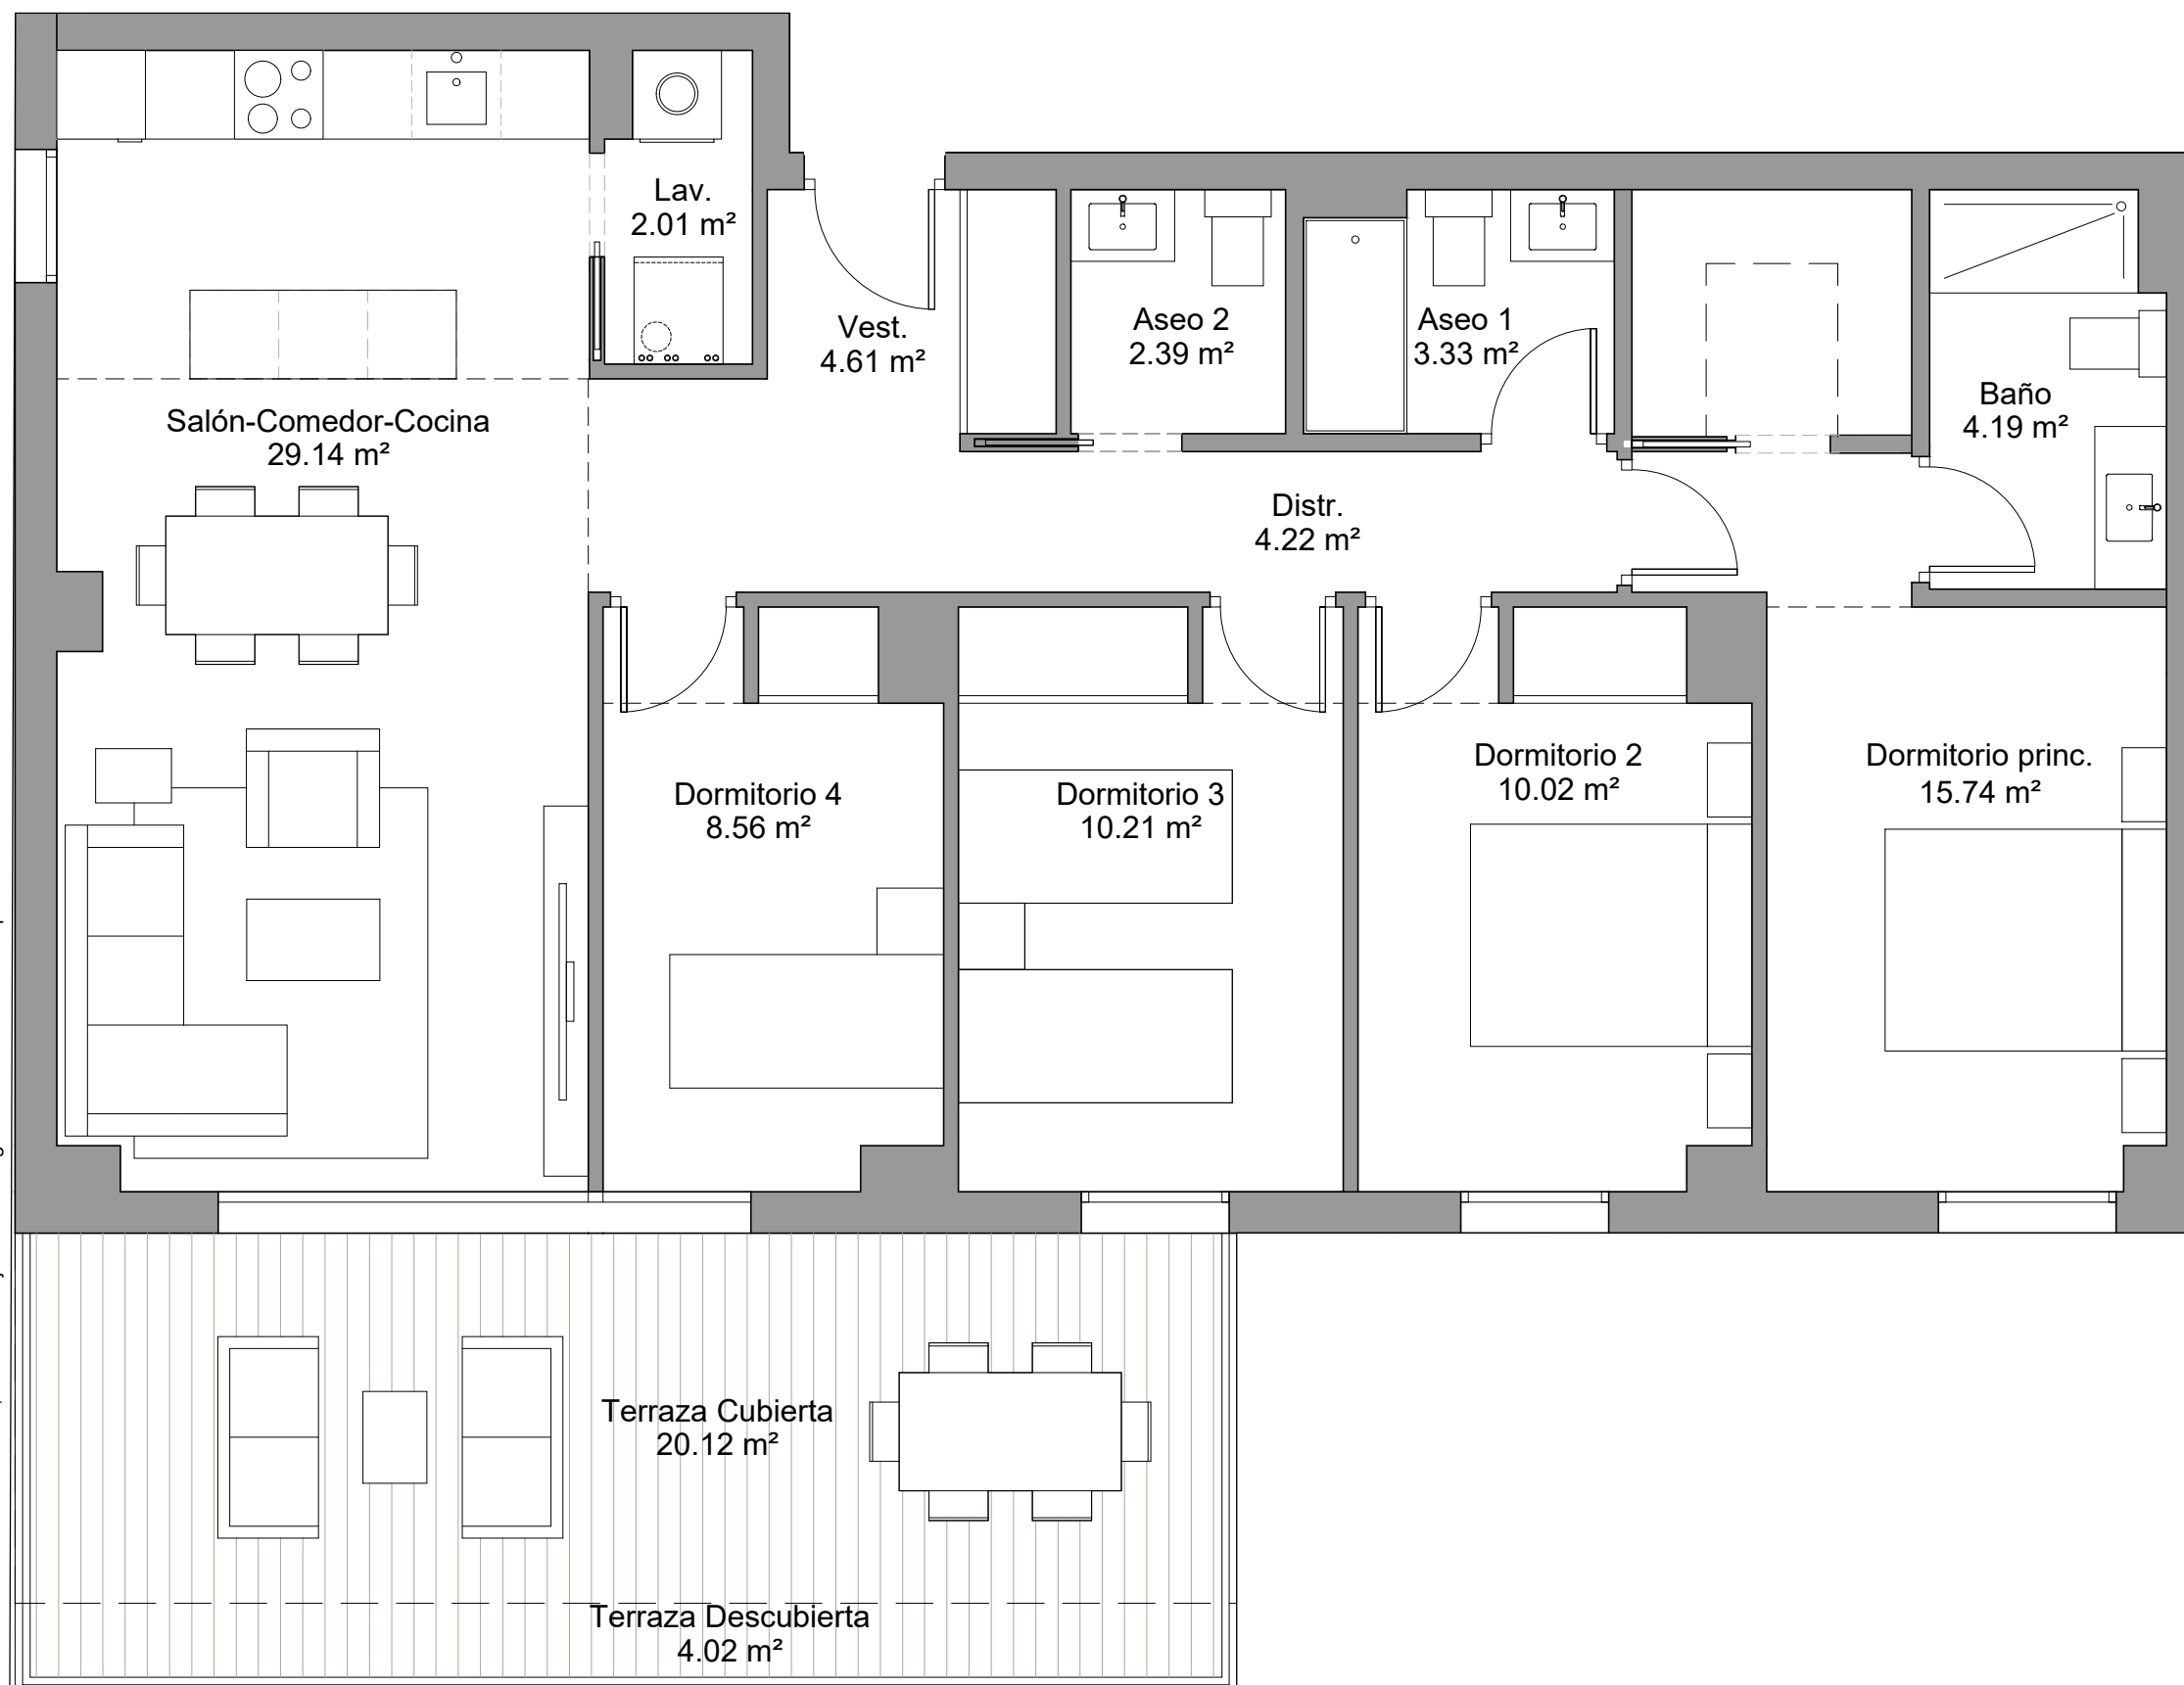 Lav.
2.01 m²
Vest.
4.61 m²
Aseo 2
2.39 m²
Aseo 1
3.33 m²
Baño
4.19 m²
Salón-Comedor-Cocina
29.14 m²
Distr.
4.22 m²
Dormitorio 4
8.56 m²
Dormitorio 3
10.21 m²
Dormitorio 2
10.02 m²
Dormitorio princ.
15.74 m²
Terraza Cubierta
20.12 m²
Terraza Descubierta
4.02 m²